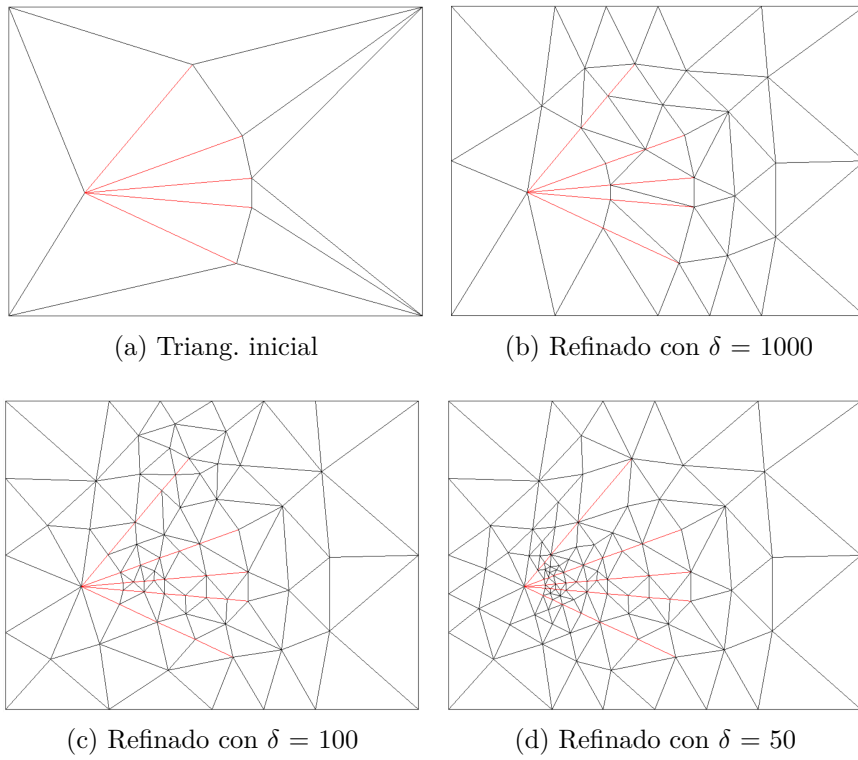 (a) Triang. inicial
(b) Refinado con δ = 1000
(c) Refinado con δ = 100
(d) Refinado con δ = 50